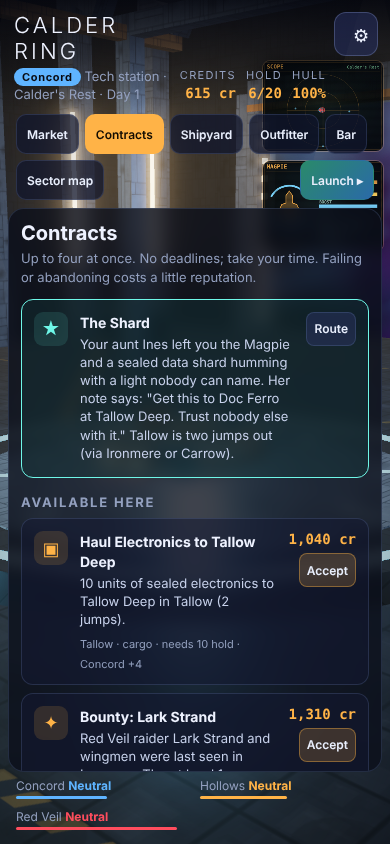 CALDER
RING
Concord Tech station ·
Calder's Rest · Day 1
CREDITS HOLD HULL
615 cr 6/20 100%
SCOPE Calder's Rest
Market Contracts Shipyard Outfitter Bar
MAGPIE
Sector map Launch ▸
Contracts
Up to four at once. No deadlines; take your time. Failing
or abandoning costs a little reputation.
The Shard
Route
Your aunt Ines left you the Magpie
and a sealed data shard humming
with a light nobody can name. Her
note says: "Get this to Doc Ferro
at Tallow Deep. Trust nobody else
with it." Tallow is two jumps out
(via Ironmere or Carrow).
AVAILABLE HERE
Haul Electronics to Tallow
Deep
1,040 cr
Accept
10 units of sealed electronics to
Tallow Deep in Tallow (2
jumps).
Tallow · cargo · needs 10 hold ·
Concord +4
Bounty: Lark Strand
1,310 cr
Accept
Red Veil raider Lark Strand and
wingmen were last seen in
Concord Neutral
Hollows Neutral
Red Veil Neutral